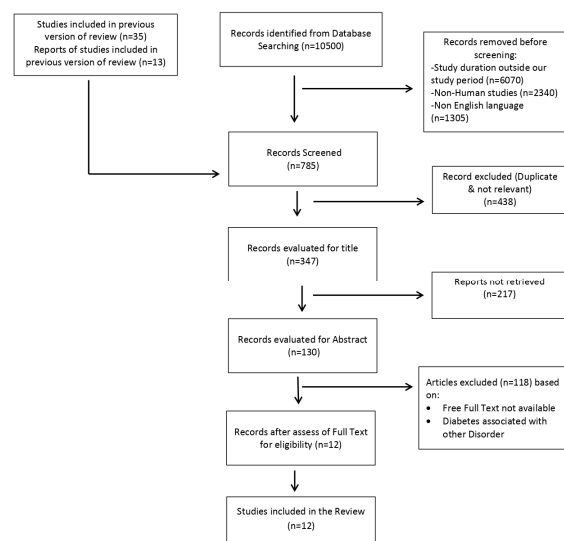 Studies included in previous
version of review (n=35)
Reports of studies included in
previous version of review (n=13)
Records identified from Database
Searching (n=10500)
Records removed before
screening:
-Study duration outside our
study period (n=6070)
-Non-Human studies (n=2340)
-Non English language
(n=1305)
Records Screened
(n=785)
Record excluded (Duplicate
& not relevant)
(n=438)
Records evaluated for title
(n=347)
Reports not retrieved
(n=217)
Records evaluated for Abstract
(n=130)
Articles excluded (n=118) based
on:
• Free Full Text not available
• Diabetes associated with
other Disorder
Records after assess of Full Text
for eligibility (n=12)
Studies included in the Review
(n=12)